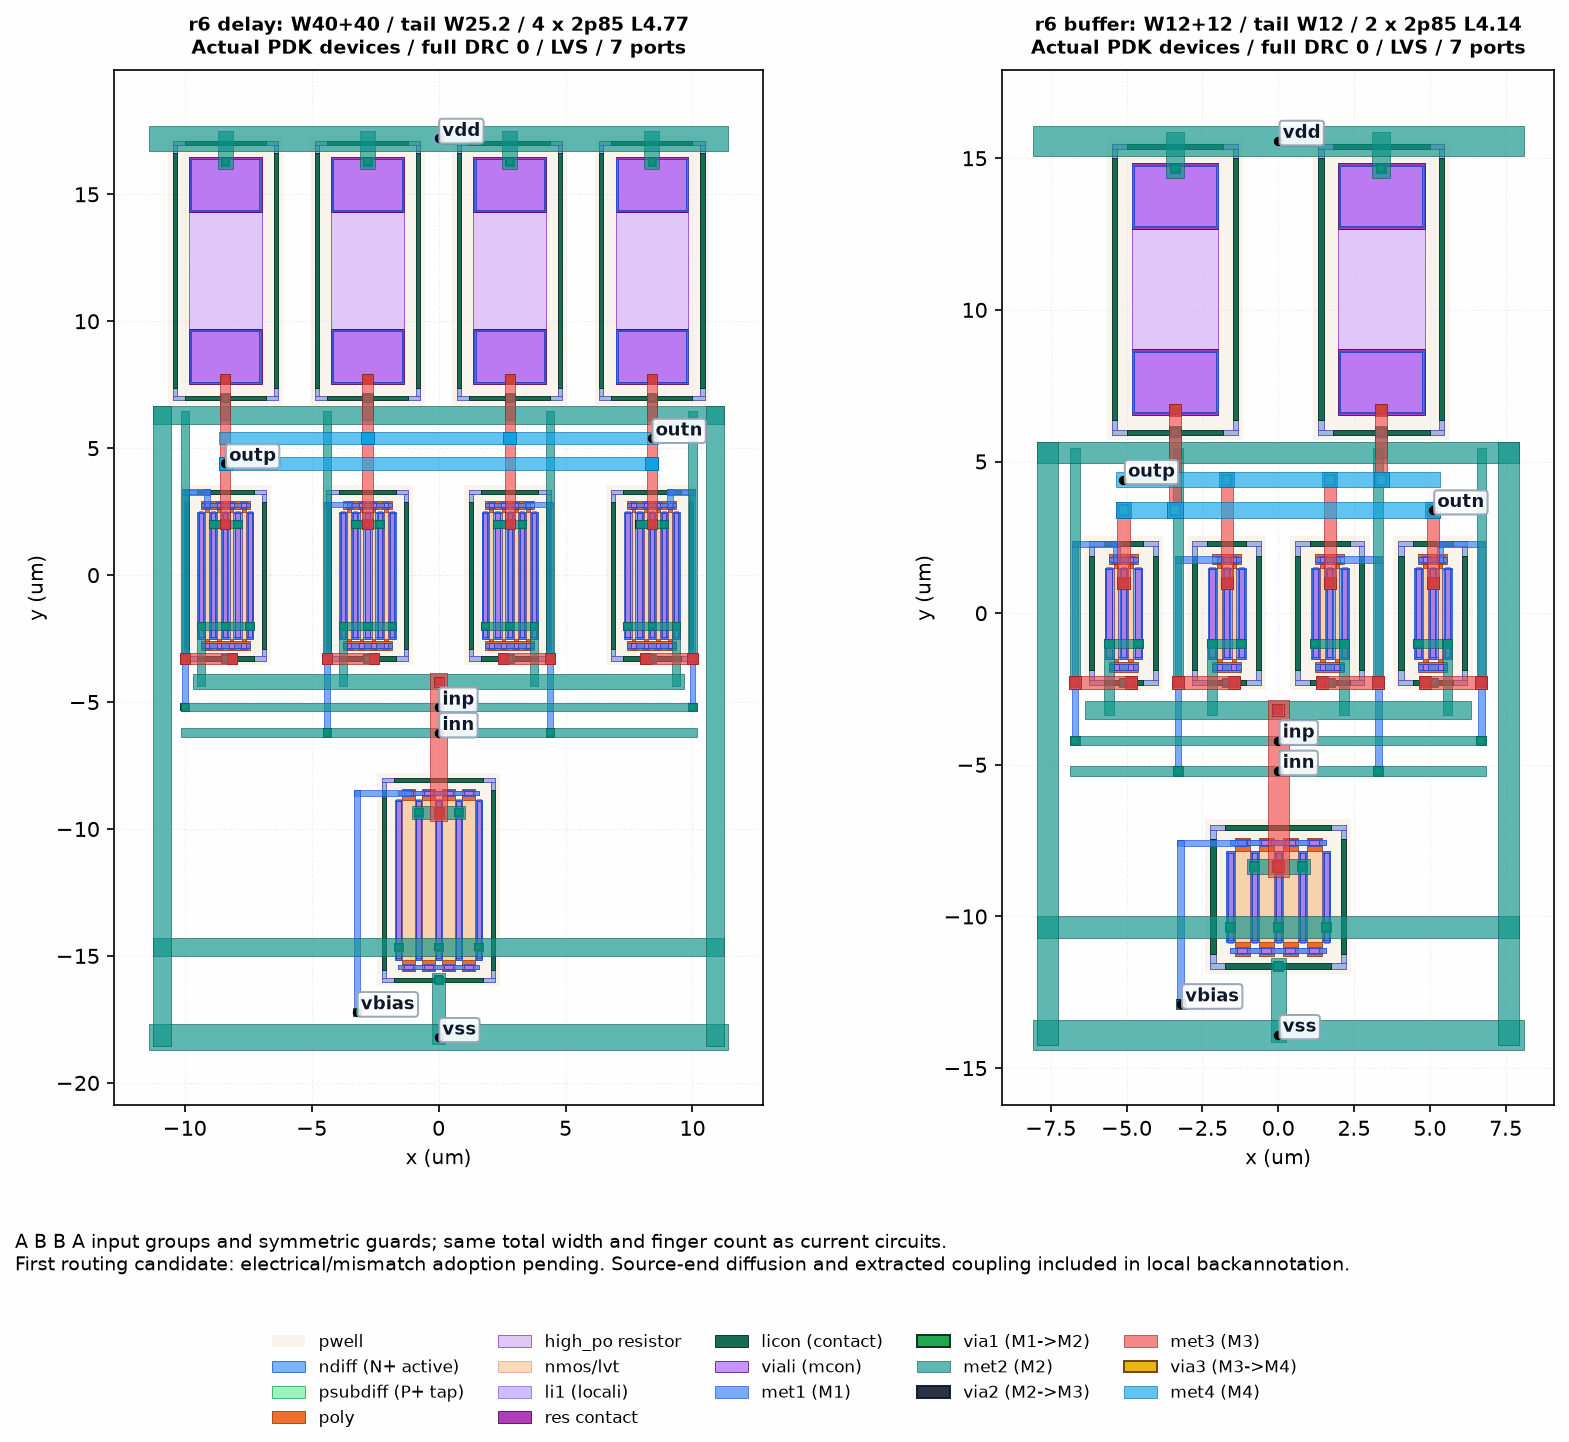 r6 delay: W40+40 / tail W25.2 / 4 x 2p85 L4.77
Actual PDK devices / full DRC 0 / LVS / 7 ports
vdd
outn
outp
inp
inn
vbias
vss
15
10
5
0
−5
−10
−15
−20
y (um)
−10
−5
0
5
10
x (um)
r6 buffer: W12+12 / tail W12 / 2 x 2p85 L4.14
Actual PDK devices / full DRC 0 / LVS / 7 ports
vdd
outp
outn
inp
inn
vbias
vss
15
10
5
0
−5
−10
−15
y (um)
−7.5
−5.0
−2.5
0.0
2.5
5.0
7.5
x (um)
A B B A input groups and symmetric guards; same total width and finger count as current circuits.
First routing candidate: electrical/mismatch adoption pending. Source-end diffusion and extracted coupling included in local backannotation.
pwell
ndiff (N+ active)
psubdiff (P+ tap)
poly
high_po resistor
nmos/lvt
li1 (locali)
res contact
licon (contact)
viali (mcon)
met1 (M1)
via1 (M1->M2)
met2 (M2)
via2 (M2->M3)
met3 (M3)
via3 (M3->M4)
met4 (M4)